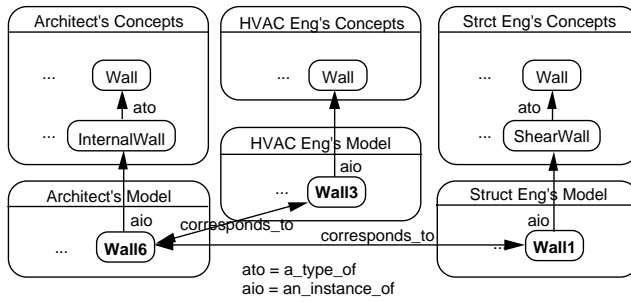 Architect's Concepts
HVAC Eng's Concepts
Strct Eng's Concepts
... Wall
... Wall
... Wall
ato
ato
... InternalWall
HVAC Eng's Model
... ShearWall
aio
Architect's Model
... Wall3
Struct Eng's Model
aio
corresponds_to
aio
... Wall6
corresponds_to
... Wall1
ato = a_type_of
aio = an_instance_of